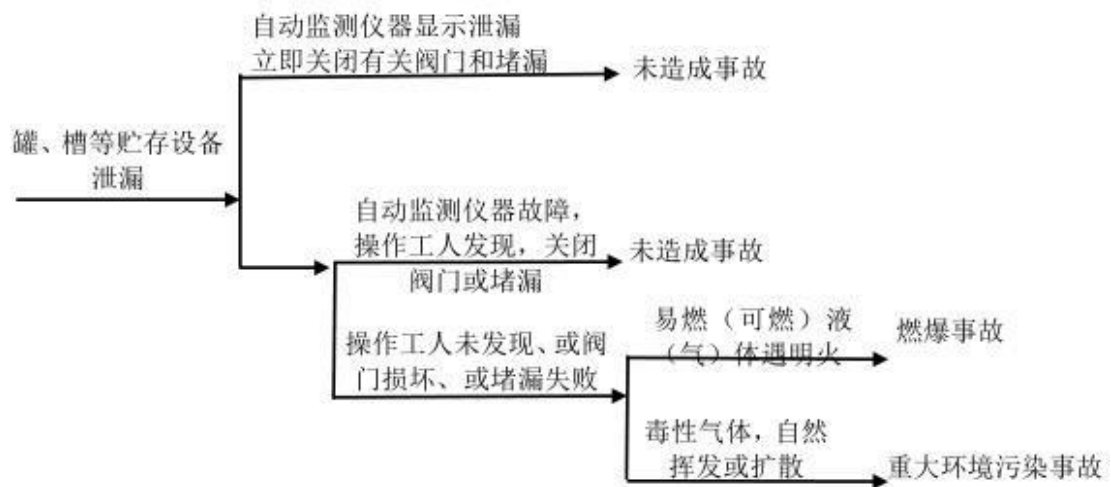 自动监测仪器显示泄漏
立即关闭有关阀门和堵漏
未造成事故
罐、槽等贮存设备
泄漏
自动监测仪器故障，
操作工人发现，关闭
阀门或堵漏
未造成事故
操作工人未发现、或阀
门损坏、或堵漏失败
易燃（可燃）液
（气）体遇明火
燃爆事故
毒性气体，自然
挥发或扩散
重大环境污染事故